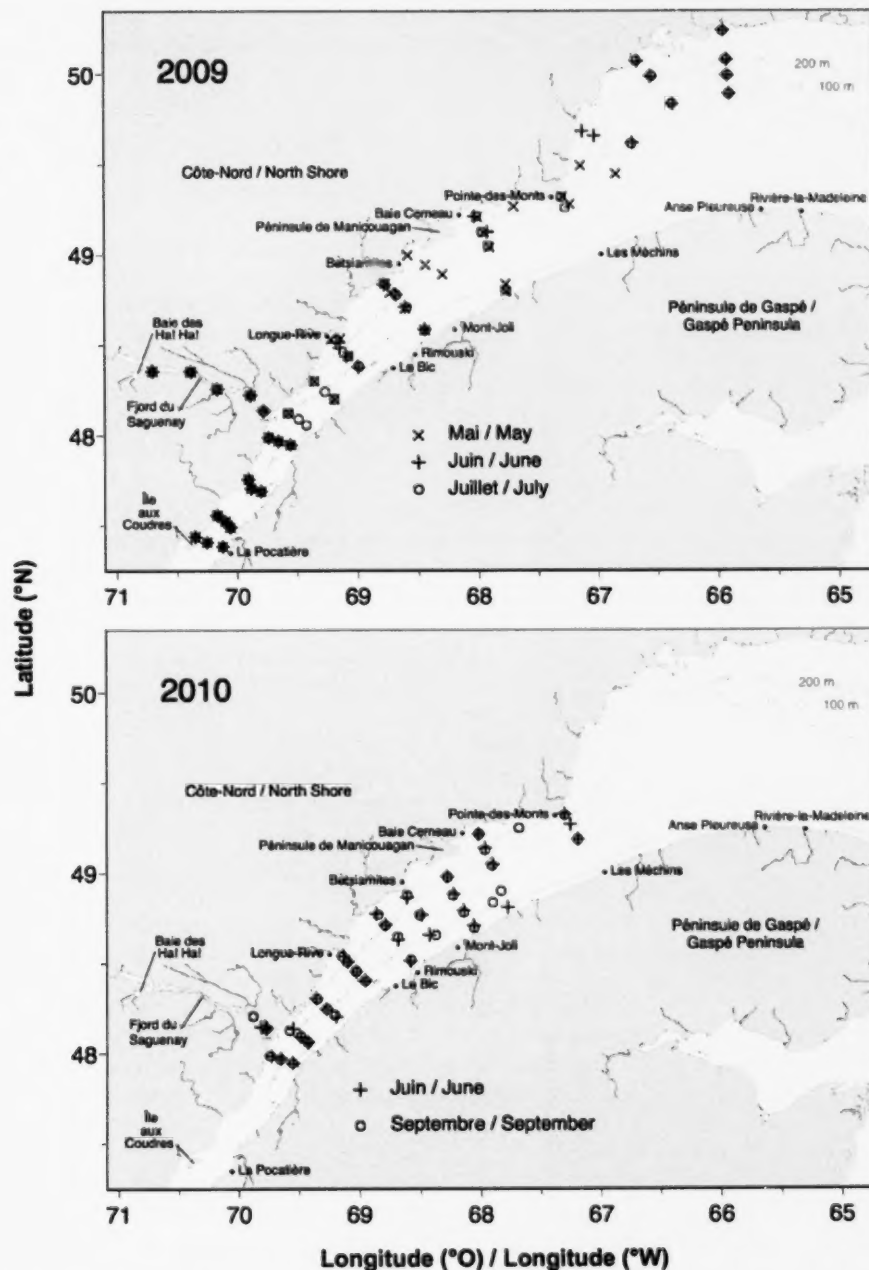 2009
200 m
100 m
Côte-Nord / North Shore
Pointe-des-Monts
Baie Comeau
Péninsule de Manicouagan
Betsiamites
Anse Pleureuse
Rivière-la-Madeleine
Les Méchins
Péninsule de Gaspé /
Gaspé Peninsula
Baie des
Ha! Ha!
Longue-Rive
Mont-Joli
Rimouski
Le Bic
Fjord du
Saguenay
Île
aux
Coudres
La Pocatière
× Mai / May
+ Juin / June
○ Juillet / July
50
49
48
71 70 69 68 67 66 65
Latitude (°N)
2010
200 m
100 m
Côte-Nord / North Shore
Pointe-des-Monts
Baie Comeau
Péninsule de Manicouagan
Betsiamites
Anse Pleureuse
Rivière-la-Madeleine
Les Méchins
Péninsule de Gaspé /
Gaspé Peninsula
Baie des
Ha! Ha!
Longue-Rive
Mont-Joli
Rimouski
Le Bic
Fjord du
Saguenay
Île
aux
Coudres
La Pocatière
+ Juin / June
○ Septembre / September
50
49
48
71 70 69 68 67 66 65
Longitude (°O) / Longitude (°W)